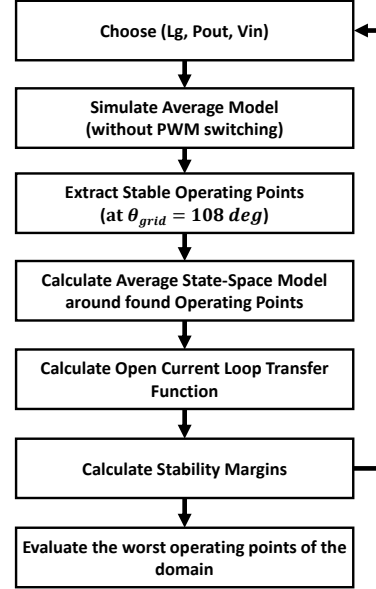 Choose (Lg, Pout, Vin)
Simulate Average Model
(without PWM switching)
Extract Stable Operating Points
(at θ_grid = 108 deg)
Calculate Average State-Space Model
around found Operating Points
Calculate Open Current Loop Transfer
Function
Calculate Stability Margins
Evaluate the worst operating points of the
domain